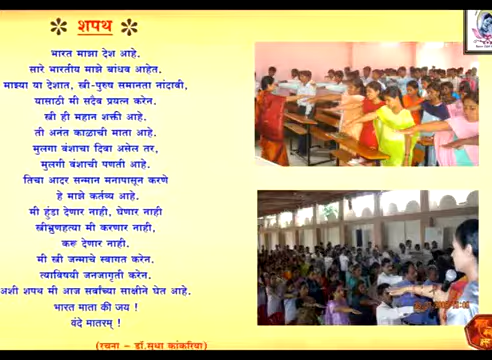 शपथ
भारत माझा देश आहे.
सारे भारतीय माझे बांधव आहेत.
माझ्या या देशात, स्त्री-पुरुष समानता नांदावी,
यासाठी मी सदैव प्रयत्न करेन.
स्त्री ही महान शक्ती आहे.
ती अनंत काळाची माता आहे.
मुलगा वंशाचा दिवा असेल तर,
मुलगी वंशाची पणती आहे.
तिचा आदर सन्मान मनापासून करणे
हे माझे कर्तव्य आहे.
मी हुंडा देणार नाही, घेणार नाही
स्त्रीभ्रुणहत्या मी करणार नाही,
करू देणार नाही.
मी स्त्री जन्माचे स्वागत करेन.
त्याविषयी जनजागृती करेन.
अशी शपथ मी आज सर्वांच्या साक्षीने घेत आहे.
भारत माता की जय !
वंदे मातरम् !
(रचना – डॉ.सुधा कांकरिया)